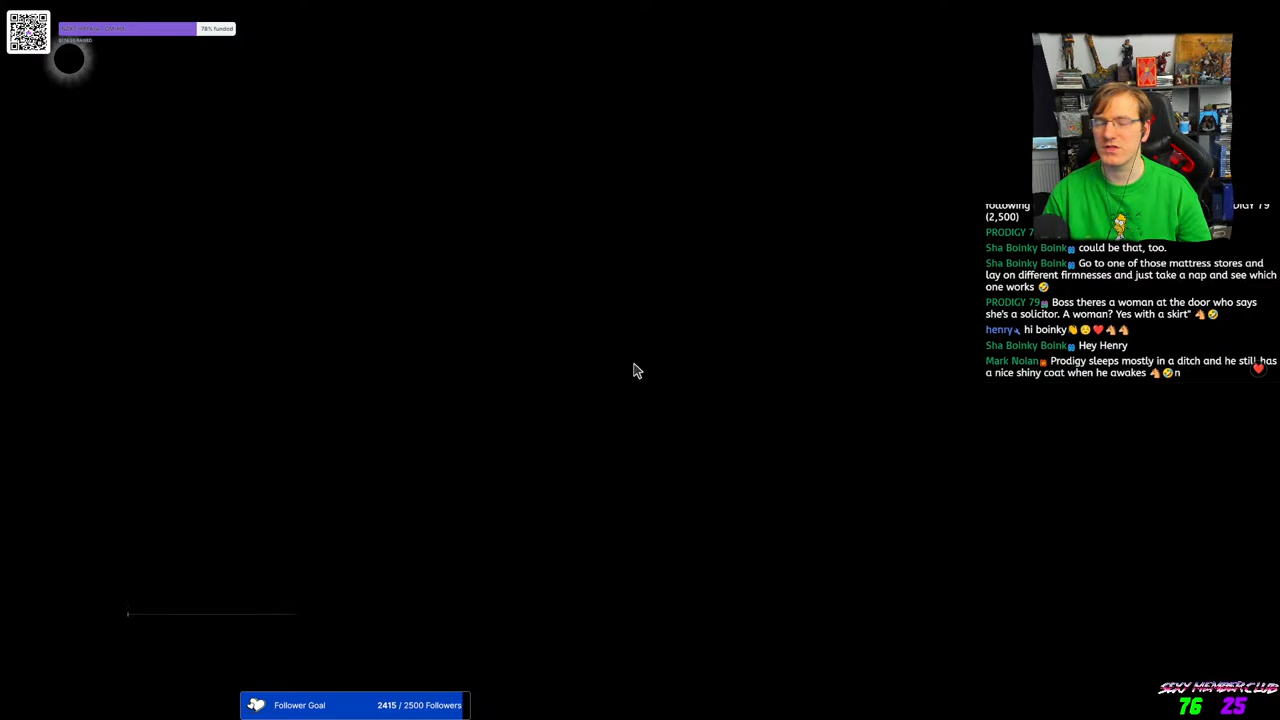 78% funded
following
(2,500)
PRODIGY 7
Sha Boinky Boink could be that, too.
Sha Boinky Boink Go to one of those mattress stores and
lay on different firmnesses and just take a nap and see which
one works 🤣
PRODIGY 79 Boss theres a woman at the door who says
she's a solicitor. A woman? Yes with a skirt" 🐴🤣
henry hi boinky👋☺️❤️🐴🐴
Sha Boinky Boink Hey Henry
Mark Nolan Prodigy sleeps mostly in a ditch and he still has
a nice shiny coat when he awakes 🐴🤣n
Follower Goal 2415 / 2500 Followers
SEXY MEMBER CLUB
76 25